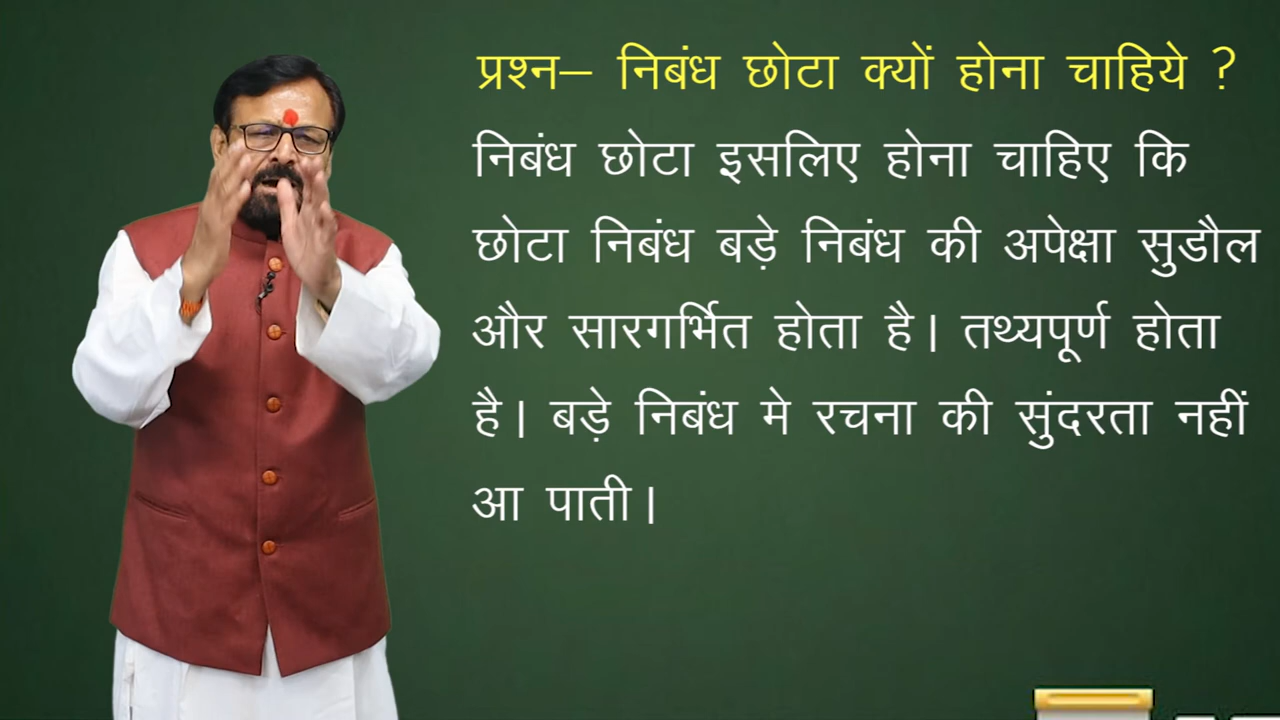 प्रश्न– निबंध छोटा क्यों होना चाहिये ?
निबंध छोटा इसलिए होना चाहिए कि
छोटा निबंध बड़े निबंध की अपेक्षा सुडौल
और सारगर्भित होता है। तथ्यपूर्ण होता
है। बड़े निबंध मे रचना की सुंदरता नहीं
आ पाती।